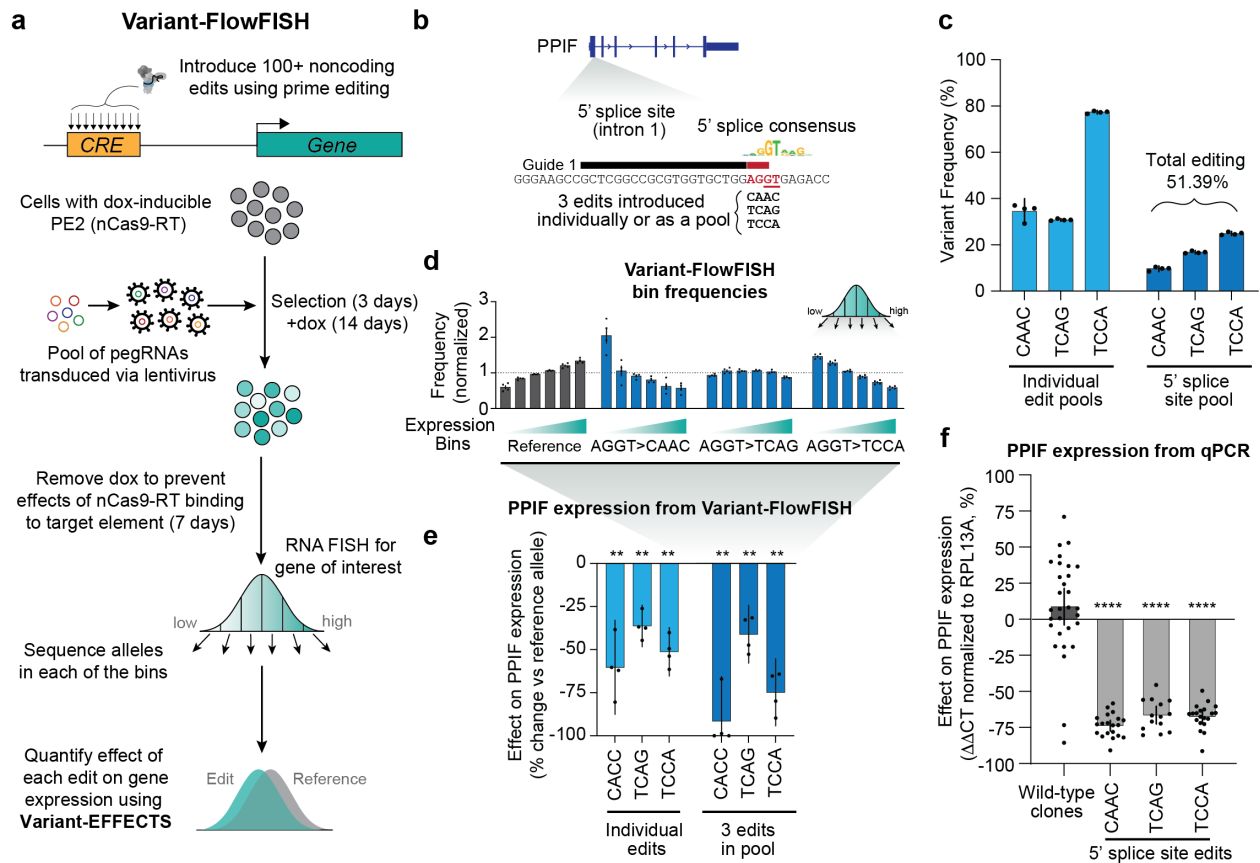 a
Variant-FlowFISH
Introduce 100+ noncoding
edits using prime editing
CRE
Gene
Cells with dox-inducible
PE2 (nCas9-RT)
Selection (3 days)
+dox (14 days)
Pool of pegRNAs
transduced via lentivirus
Remove dox to prevent
effects of nCas9-RT binding
to target element (7 days)
RNA FISH for
gene of interest
low
high
Sequence alleles
in each of the bins
Quantify effect of
each edit on gene
expression using
Variant-EFFECTS
Edit
Reference
b
PPIF
5' splice site
(intron 1)
5' splice consensus
GGT
Guide 1
GGGAAGCCGCTCGGCCGCGTGGTGCTGGAGGTGAGACC
3 edits introduced
individually or as a pool
CAAC
TCAG
TCCA
c
Variant Frequency (%)
100
80
60
40
20
0
Total editing
51.39%
CAAC
TCAG
TCCA
CAAC
TCAG
TCCA
Individual
edit pools
5' splice
site pool
d
Variant-FlowFISH
bin frequencies
low
high
Frequency
(normalized)
3
2
1
0
Expression
Bins
Reference
AGGT>CAAC
AGGT>TCAG
AGGT>TCCA
e
PPIF expression from Variant-FlowFISH
Effect on PPIF expression
(% change vs reference allele)
0
-25
-50
-75
-100
** ** **
** ** **
CACC
TCAG
TCCA
CACC
TCAG
TCCA
Individual
edits
3 edits
in pool
f
PPIF expression from qPCR
Effect on PPIF expression
(ΔΔCT normalized to RPL13A, %)
100
75
50
25
0
-25
-50
-75
-100
**** **** ****
Wild-type
clones
CAAC
TCAG
TCCA
5' splice site edits